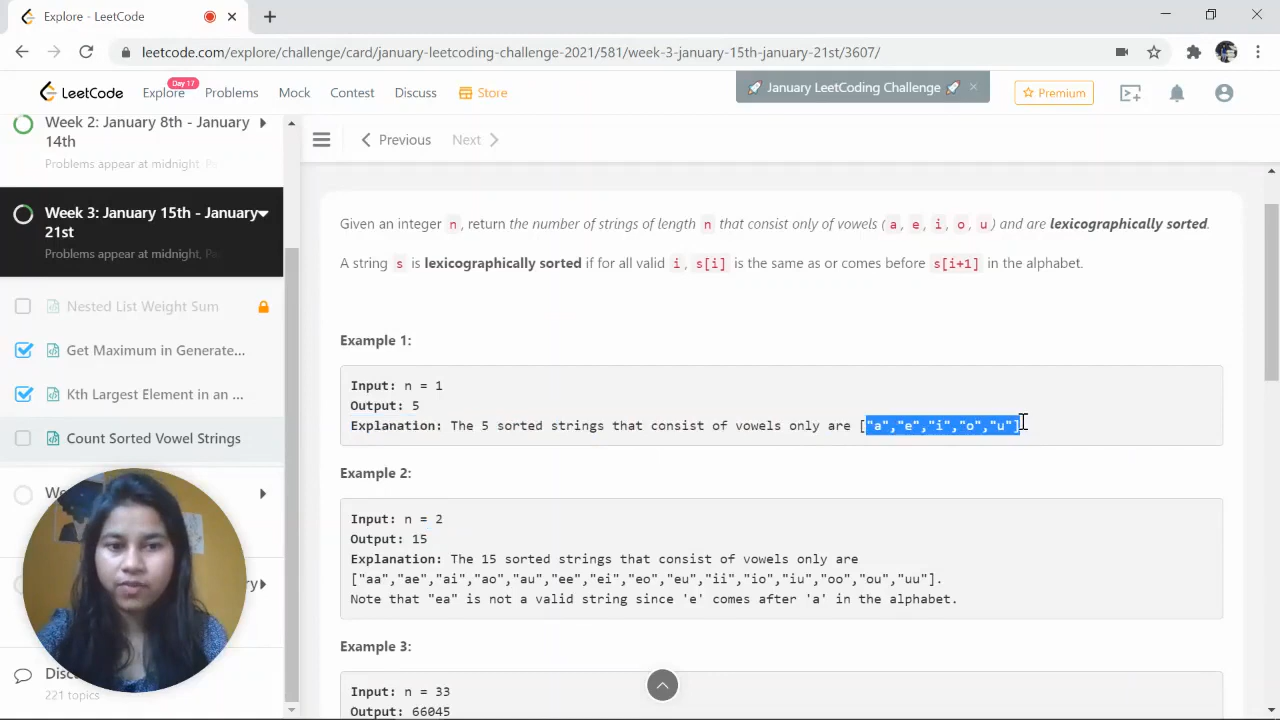 Explore - LeetCode
leetcode.com/explore/challenge/card/january-leetcoding-challenge-2021/581/week-3-january-15th-january-21st/3607/
LeetCode
Explore
Day 17
Problems
Mock
Contest
Discuss
Store
January LeetCoding Challenge
Premium
Week 2: January 8th - January
14th
Problems appear at midnight,
Week 3: January 15th - January
21st
Problems appear at midnight,
Nested List Weight Sum
Get Maximum in Generate...
Kth Largest Element in an ...
Count Sorted Vowel Strings
Previous
Next
Given an integer n, return the number of strings of length n that consist only of vowels (a, e, i, o, u) and are lexicographically sorted.
A string s is lexicographically sorted if for all valid i, s[i] is the same as or comes before s[i+1] in the alphabet.
Example 1:
Input: n = 1
Output: 5
Explanation: The 5 sorted strings that consist of vowels only are ["a","e","i","o","u"]
Example 2:
Input: n = 2
Output: 15
Explanation: The 15 sorted strings that consist of vowels only are
["aa","ae","ai","ao","au","ee","ei","eo","eu","ii","io","iu","oo","ou","uu"].
Note that "ea" is not a valid string since 'e' comes after 'a' in the alphabet.
Example 3:
Input: n = 33
Output: 66045
221 topics